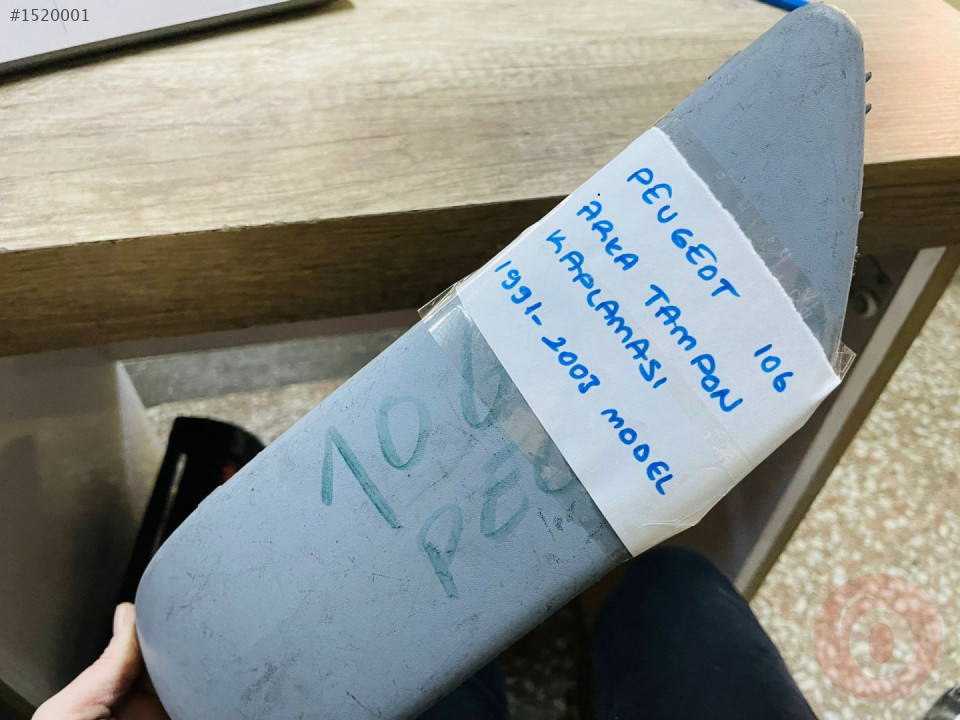 #1520001
PEUGEOT 106
ARKA TAMPON
KAPLAMASI
1991-2003 MODEL
106
PEU